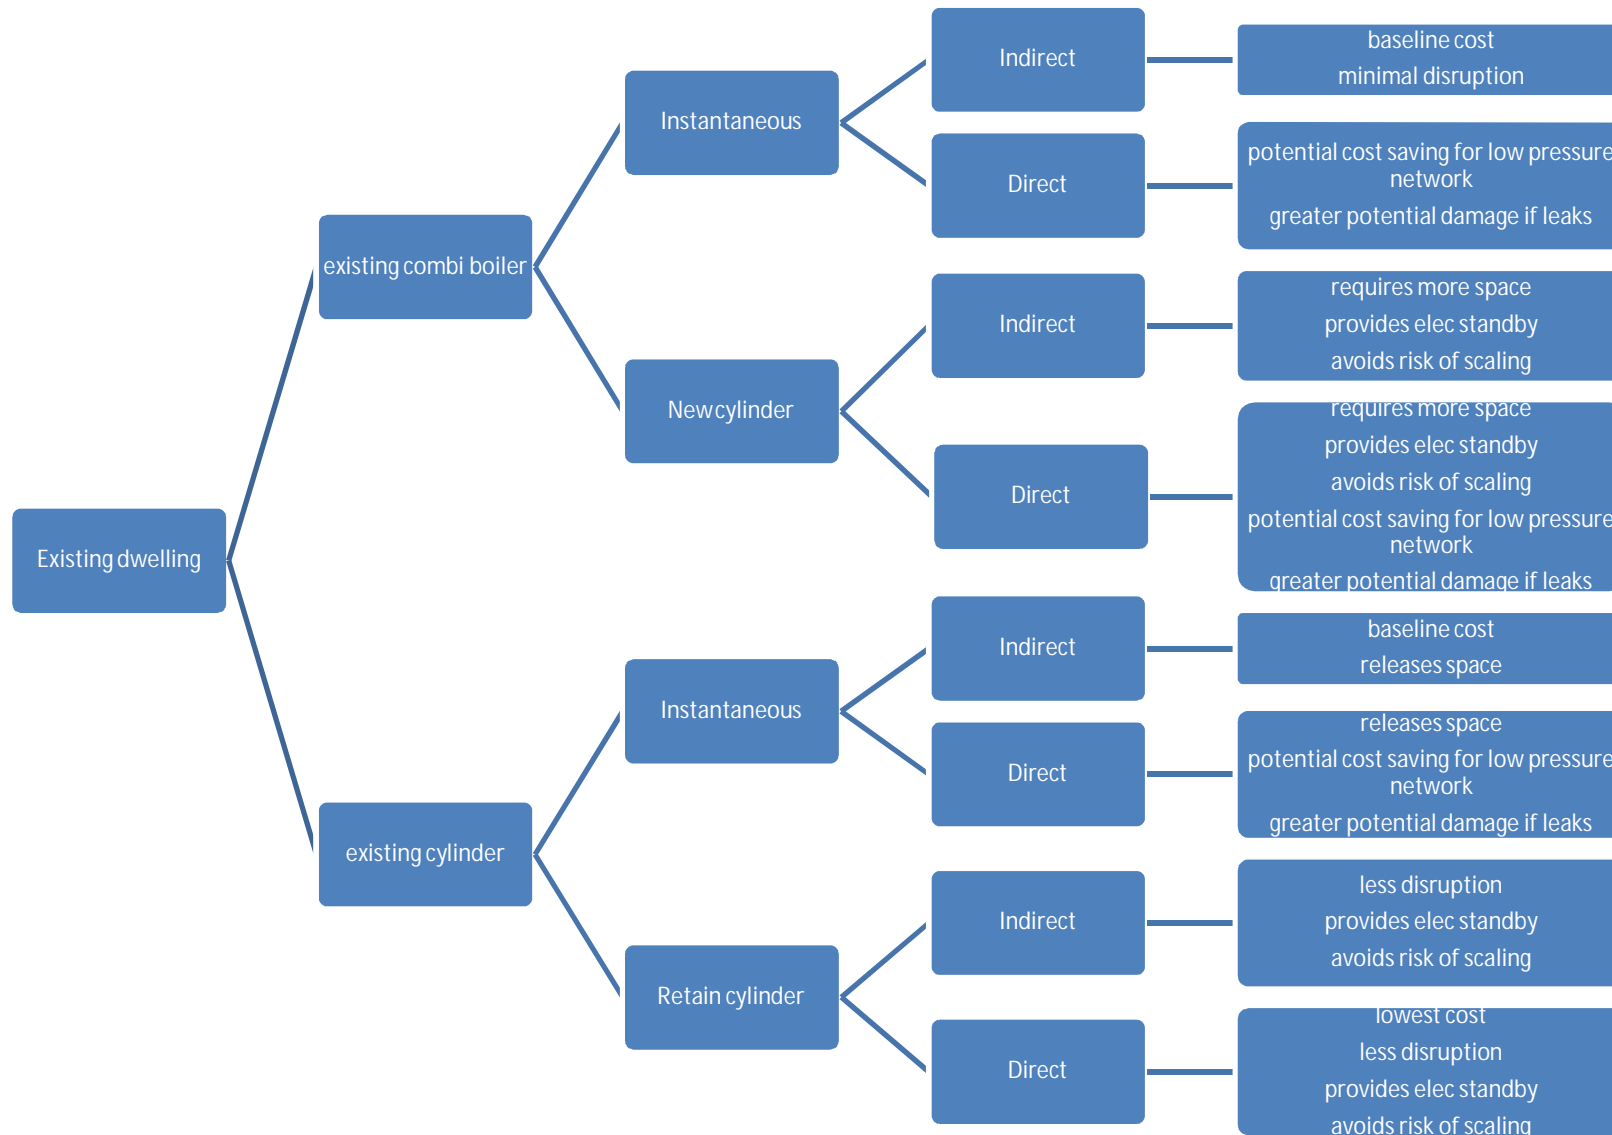 Existing dwelling
existing combi boiler
Instantaneous
Indirect
baseline cost
minimal disruption
Direct
potential cost saving for low pressure
network
greater potential damage if leaks
New cylinder
Indirect
requires more space
provides elec standby
avoids risk of scaling
Direct
requires more space
provides elec standby
avoids risk of scaling
potential cost saving for low pressure
network
greater potential damage if leaks
existing cylinder
Instantaneous
Indirect
baseline cost
releases space
Direct
releases space
potential cost saving for low pressure
network
greater potential damage if leaks
Retain cylinder
Indirect
less disruption
provides elec standby
avoids risk of scaling
Direct
lowest cost
less disruption
provides elec standby
avoids risk of scaling